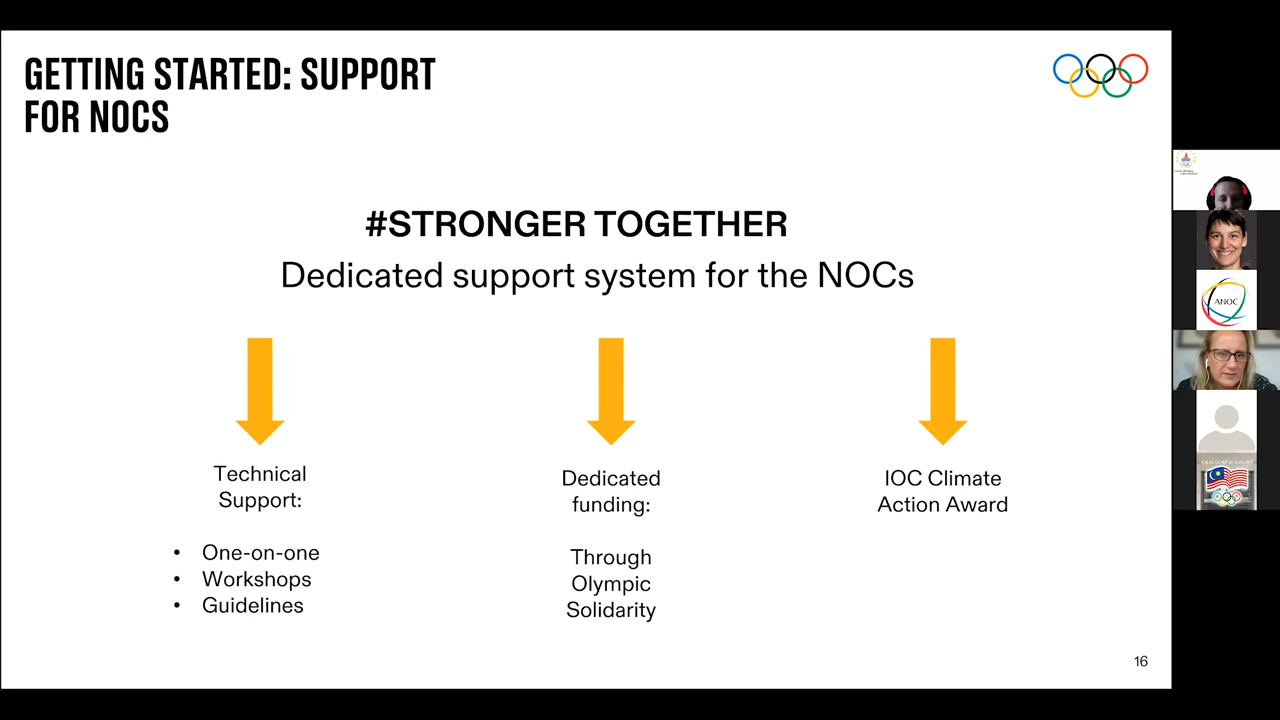 GETTING STARTED: SUPPORT
FOR NOCS
#STRONGER TOGETHER
Dedicated support system for the NOCs
Technical
Support:
• One-on-one
• Workshops
• Guidelines
Dedicated
funding:
Through
Olympic
Solidarity
IOC Climate
Action Award
16
ANOC